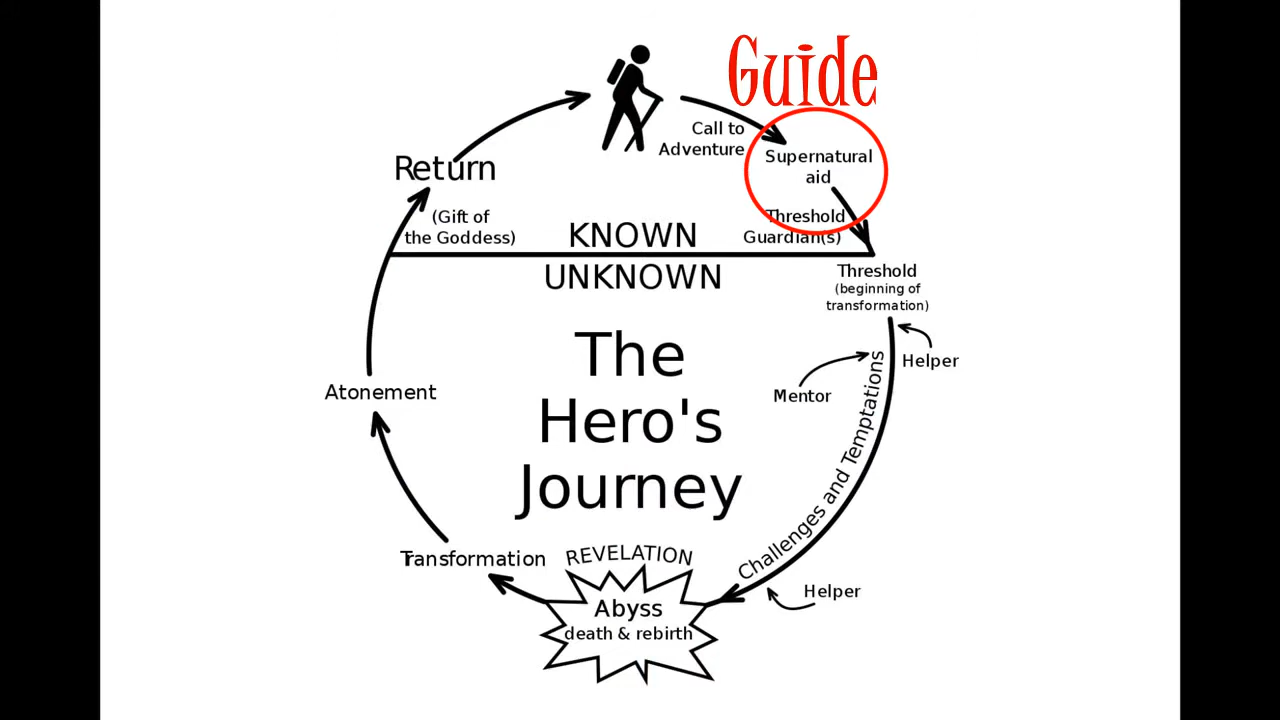 Guide
Call to
Adventure
Supernatural
aid
Return
(Gift of
the Goddess)
KNOWN
Threshold
Guardian(s)
UNKNOWN
Threshold
(beginning of
transformation)
The
Hero's
Journey
Helper
Mentor
Challenges and Temptations
Atonement
Transformation
REVELATION
Abyss
death & rebirth
Helper